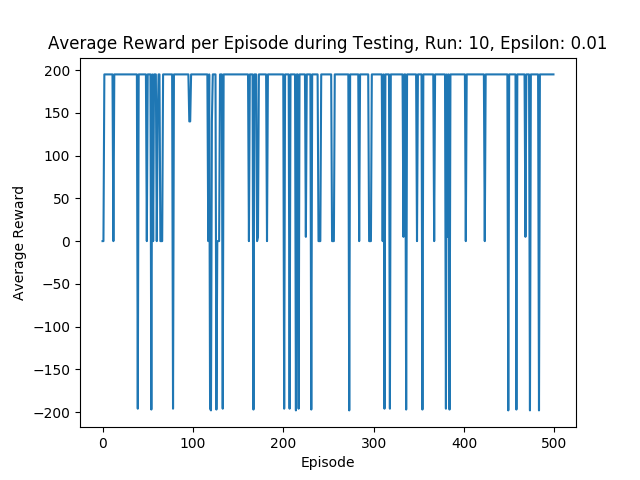 Average Reward per Episode during Testing, Run: 10, Epsilon: 0.01
200
150
100
50
0
−50
−100
−150
−200
Average Reward
0 100 200 300 400 500
Episode